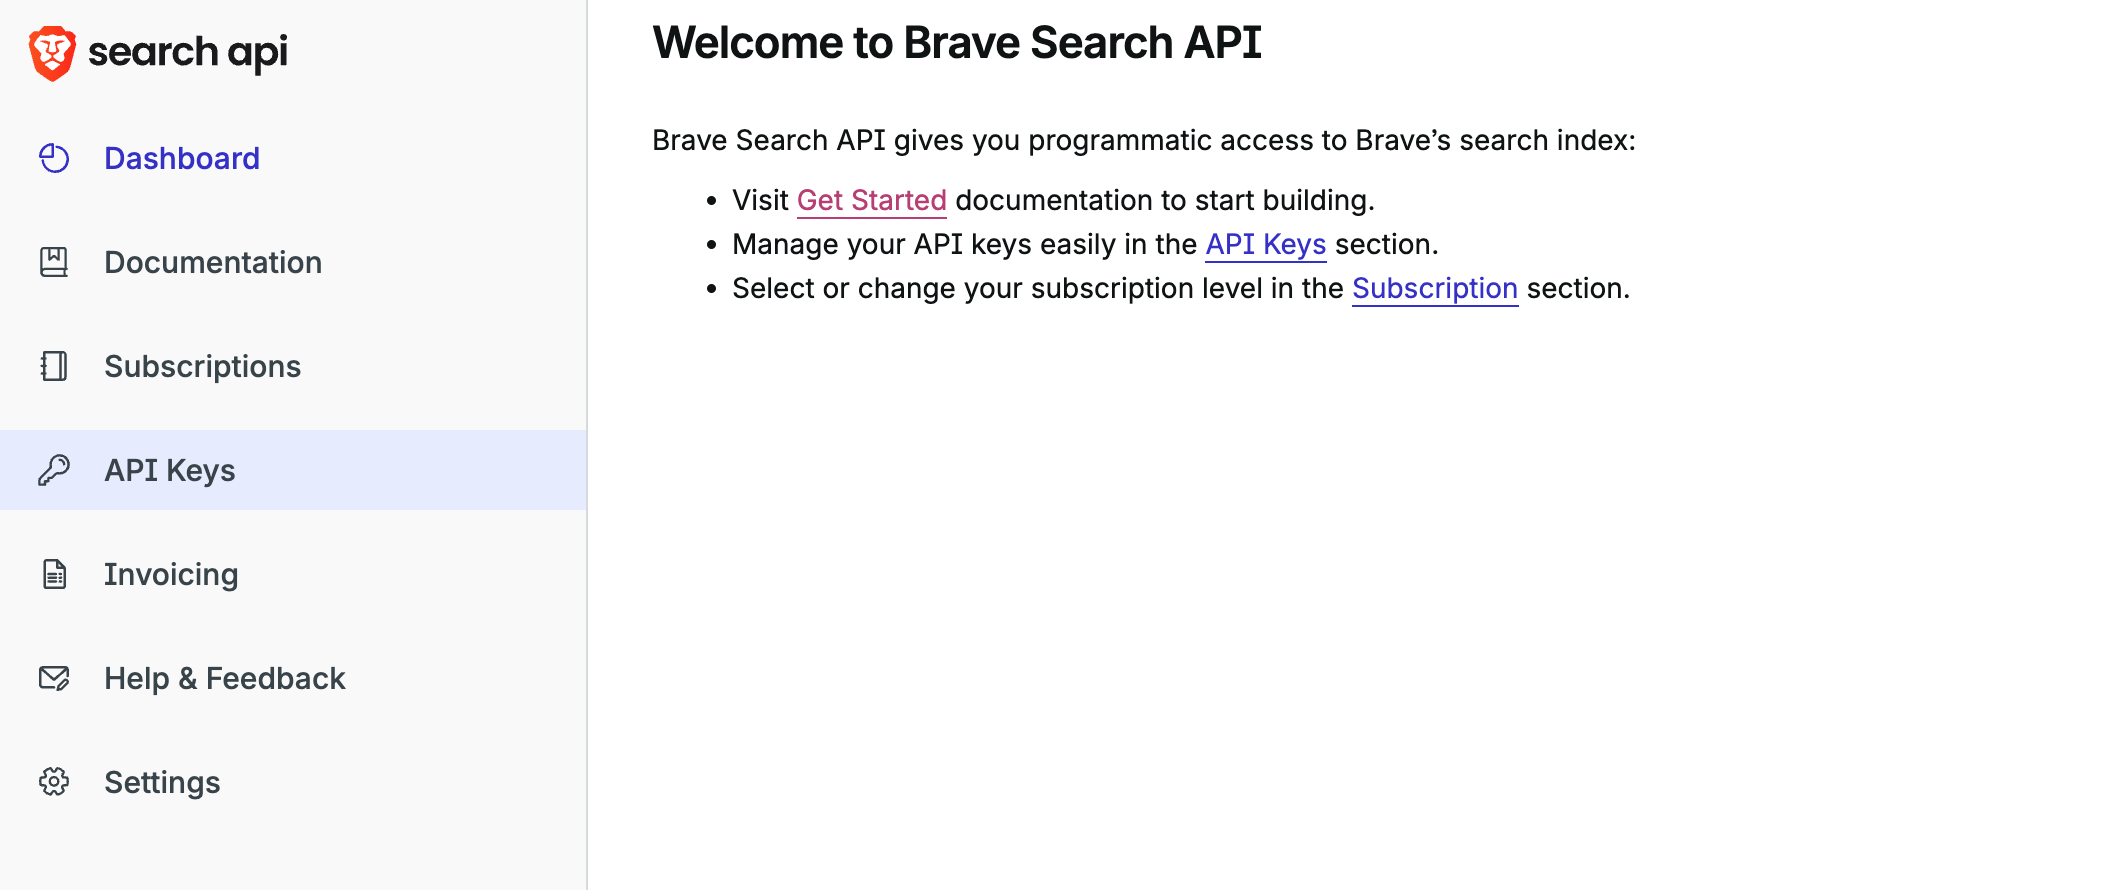 search api
Dashboard
Documentation
Subscriptions
API Keys
Invoicing
Help & Feedback
Settings
Welcome to Brave Search API
Brave Search API gives you programmatic access to Brave’s search index:
• Visit Get Started documentation to start building.
• Manage your API keys easily in the API Keys section.
• Select or change your subscription level in the Subscription section.